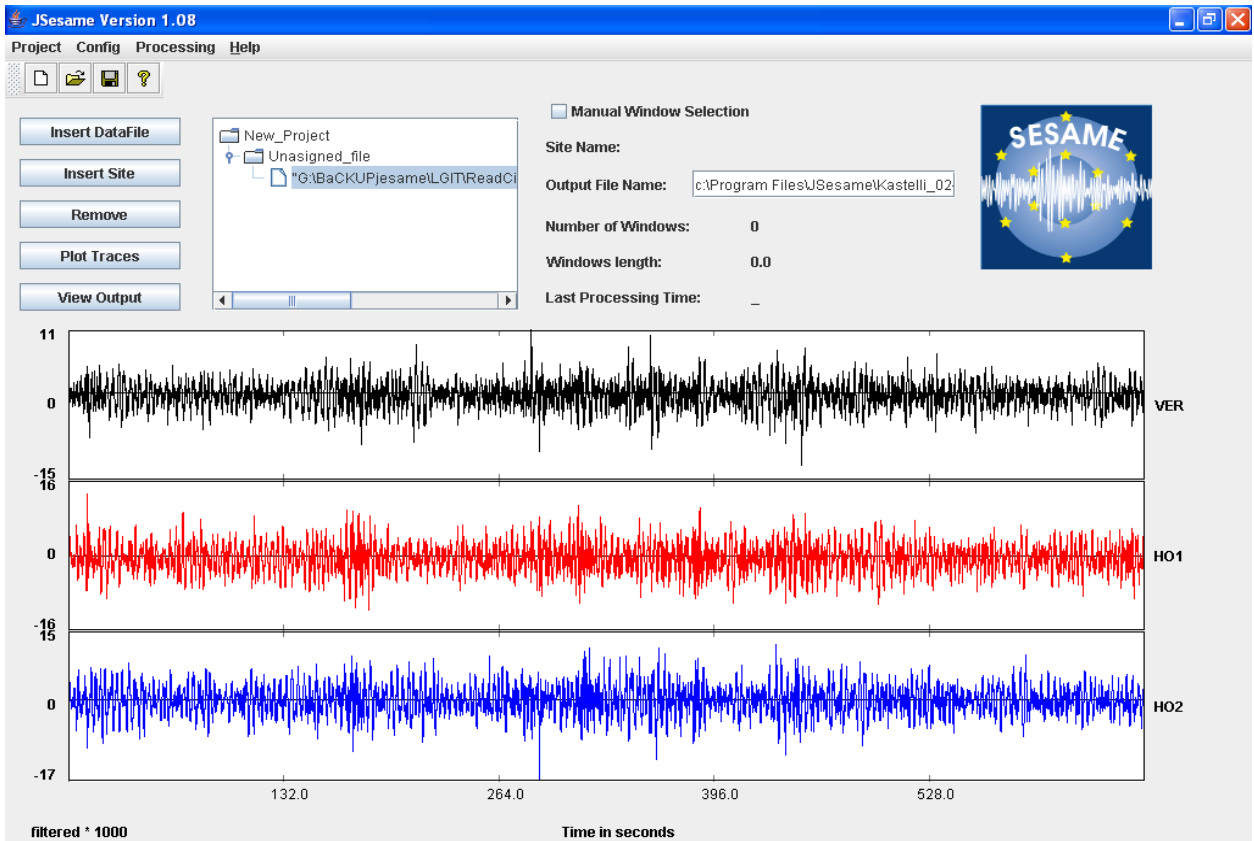 JSesame Version 1.08
Project Config Processing Help
Insert DataFile
Insert Site
Remove
Plot Traces
View Output
New_Project
Unasigned_file
"G:\BaCKUPjesame\LGIT\ReadCi
Manual Window Selection
Site Name:
Output File Name: c:\Program Files\JSesame\Kastelli_02-
Number of Windows: 0
Windows length: 0.0
Last Processing Time: _
SESAME
11
0
-15
VER
16
0
-16
HO1
15
0
-17
HO2
132.0 264.0 396.0 528.0
filtered * 1000 Time in seconds